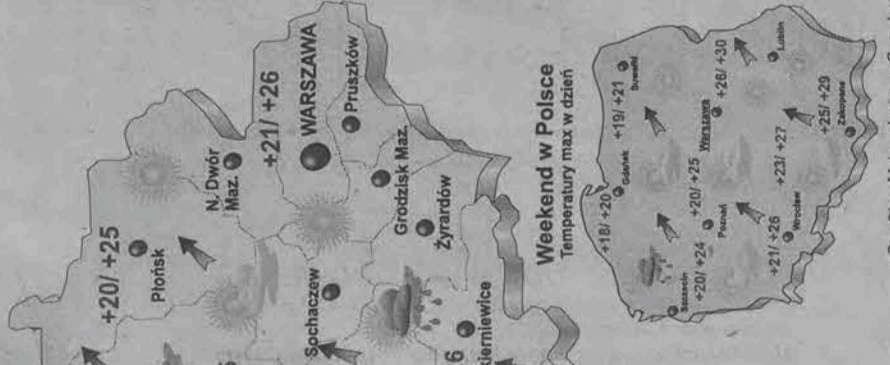 +20/ +25
Płońsk
N. Dwór
Maz.
+21/ +26
WARSZAWA
Pruszków
Sochaczew
Grodzisk Maz.
Żyrardów
6
kierniewice
Weekend w Polsce
Temperatury max w dzień
+18/ +20
Gdańsk
+19/ +21
Suwałki
Szczecin
+20/ +24
Poznań
+20/ +25
Warszawa
+26/ +30
Lublin
+21/ +26
Wrocław
+23/ +27
+25/ +29
Zakopane